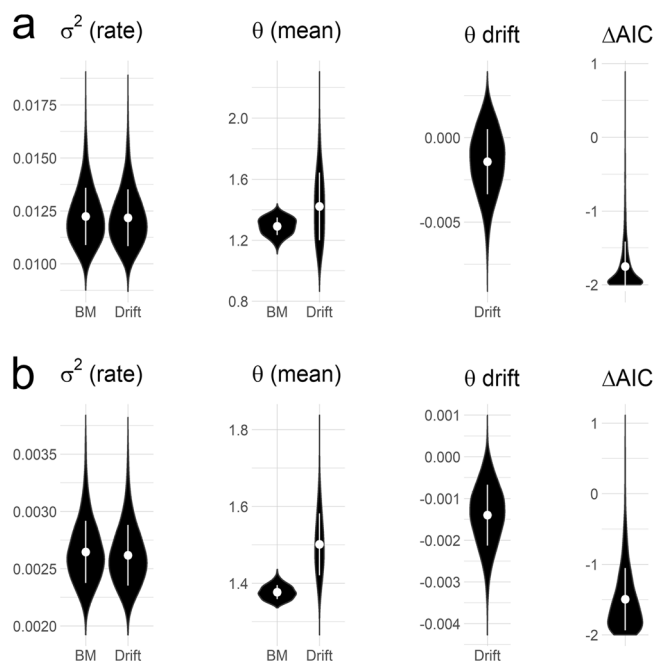 a
σ² (rate)
θ (mean)
θ drift
ΔAIC
0.0175
0.0150
0.0125
0.0100
BM
Drift
2.0
1.6
1.2
0.8
BM
Drift
0.000
-0.005
Drift
1
0
-1
-2
b
σ² (rate)
θ (mean)
θ drift
ΔAIC
0.0035
0.0030
0.0025
0.0020
BM
Drift
1.8
1.6
1.4
BM
Drift
0.001
0.000
-0.001
-0.002
-0.003
-0.004
Drift
1
0
-1
-2